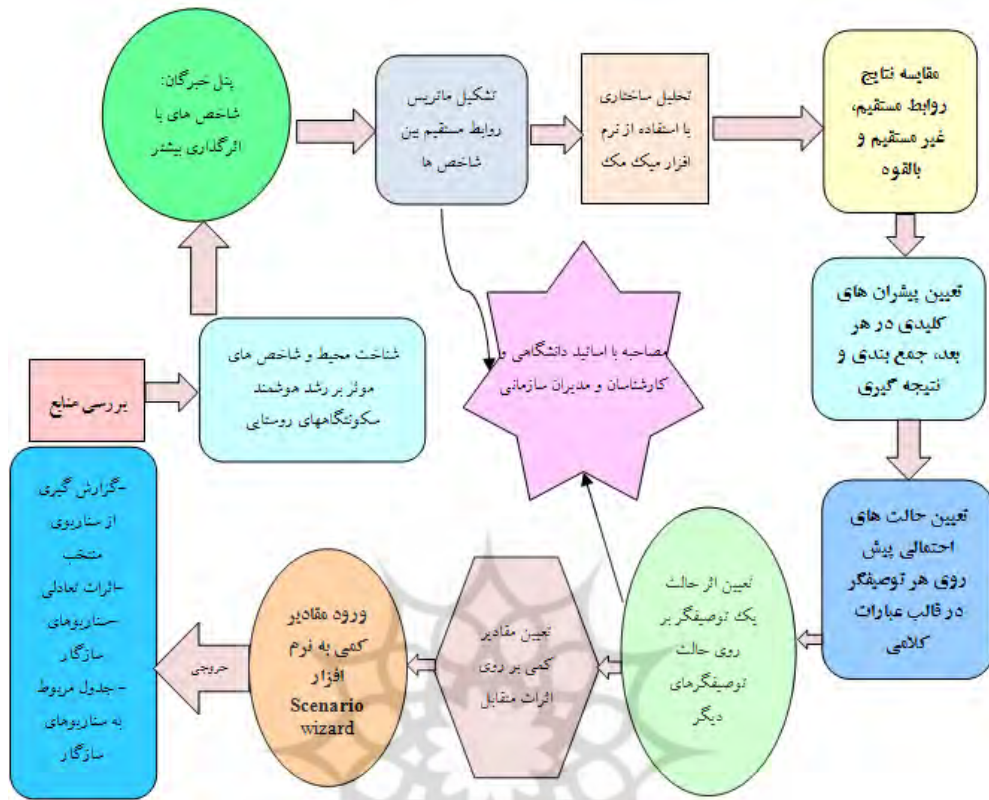 بررسی منابع
شناخت محیط و شاخص های
موثر بر رشد هوشمند
سکونتگاههای روستایی
پنل خبرگان:
شاخص های با
اثرگذاری بیشتر
تشکیل ماتریس
روابط مستقیم بین
شاخص ها
تحلیل ساختاری
با استفاده از نرم
افزار میک مک
مقایسه نتایج
روابط مستقیم،
غیر مستقیم و
بالقوه
تعیین پیشران های
کلیدی در هر
بعد، جمع بندی و
نتیجه گیری
تعیین حالت های
احتمالی پیش
روی هر توصیفگر
در قالب عبارات
کلامی
تعیین اثر حالت
یک توصیفگر بر
روی حالت
توصیفگرهای
دیگر
مصاحبه با اساتید دانشگاهی و
کارشناسان و مدیران سازمانی
تعیین مقادیر
کمی بر روی
اثرات متقابل
ورود مقادیر
کمی به نرم
افزار
Scenario
wizard
خروجی
-گزارش گیری
از سناریوی
منتخب
-اثرات تعادلی
-سناریوهای
سازگار
- جدول مربوط
به سناریوهای
سازگار